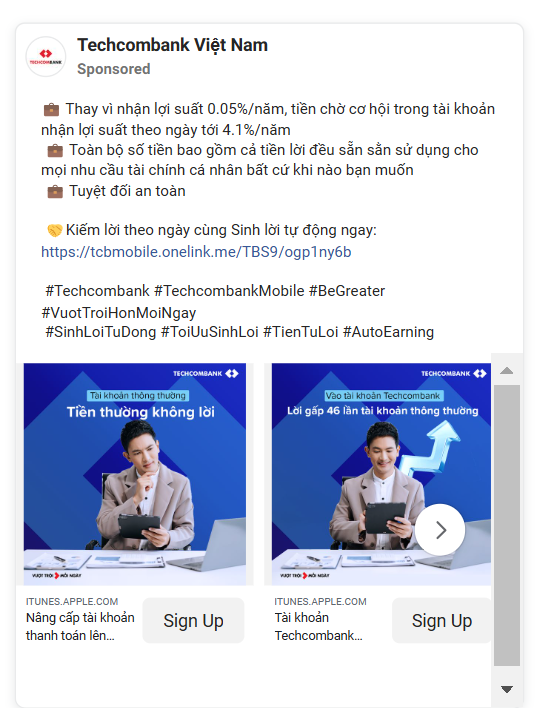 Techcombank Việt Nam
Sponsored
TECHCOMBANK
💼 Thay vì nhận lợi suất 0.05%/năm, tiền chờ cơ hội trong tài khoản
nhận lợi suất theo ngày tới 4.1%/năm
💼 Toàn bộ số tiền bao gồm cả tiền lời đều sẵn sằn sử dụng cho
mọi nhu cầu tài chính cá nhân bất cứ khi nào bạn muốn
💼 Tuyệt đối an toàn
🤝 Kiếm lời theo ngày cùng Sinh lời tự động ngay:
https://tcbmobile.onelink.me/TBS9/ogp1ny6b
#Techcombank #TechcombankMobile #BeGreater
#VuotTroiHonMoiNgay
#SinhLoiTuDong #ToiUuSinhLoi #TienTuLoi #AutoEarning
TECHCOMBANK
Tài khoản thông thường
Tiền thường không lời
VƯỢT TRỘI MỖI NGÀY
ITUNES.APPLE.COM
Nâng cấp tài khoản
thanh toán lên...
Sign Up
TECHCOMBANK
Vào tài khoản Techcombank
Lời gấp 46 lần tài khoản thông thường
VƯỢT TRỘI MỖI NGÀY
ITUNES.APPLE.COM
Tài khoản
Techcombank...
Sign Up